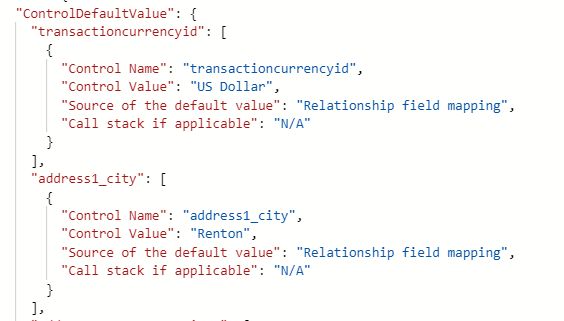 "ControlDefaultValue": {
"transactioncurrencyid": [
{
"Control Name": "transactioncurrencyid",
"Control Value": "US Dollar",
"Source of the default value": "Relationship field mapping",
"Call stack if applicable": "N/A"
}
],
"address1_city": [
{
"Control Name": "address1_city",
"Control Value": "Renton",
"Source of the default value": "Relationship field mapping",
"Call stack if applicable": "N/A"
}
],